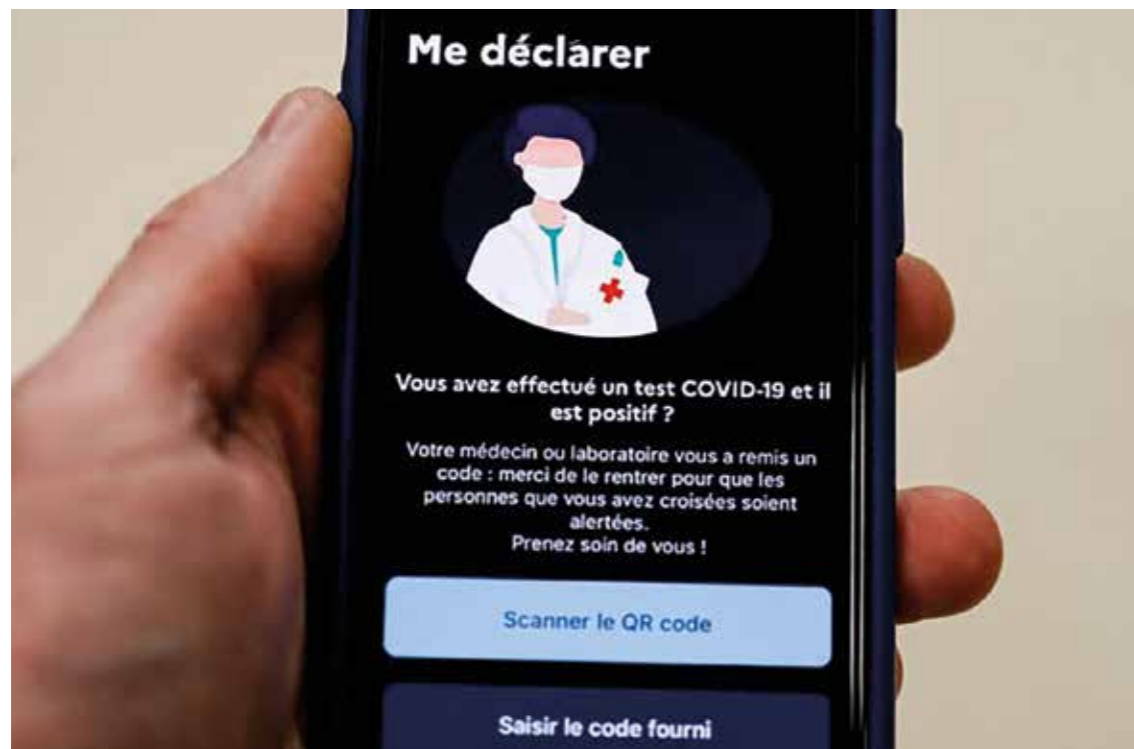 Me déclarer
Vous avez effectué un test COVID-19 et il
est positif ?
Votre médecin ou laboratoire vous a remis un
code : merci de le rentrer pour que les
personnes que vous avez croisées soient
alertées.
Prenez soin de vous !
Scanner le QR code
Saisir le code fourni